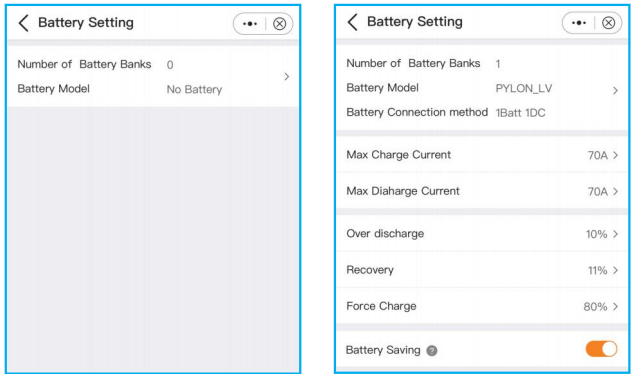 Battery Setting
Number of Battery Banks 0
Battery Model No Battery
Battery Setting
Number of Battery Banks 1
Battery Model PYLON_LV
Battery Connection method 1Batt 1DC
Max Charge Current 70A >
Max Diaharge Current 70A >
Over discharge 10% >
Recovery 11% >
Force Charge 80% >
Battery Saving ?